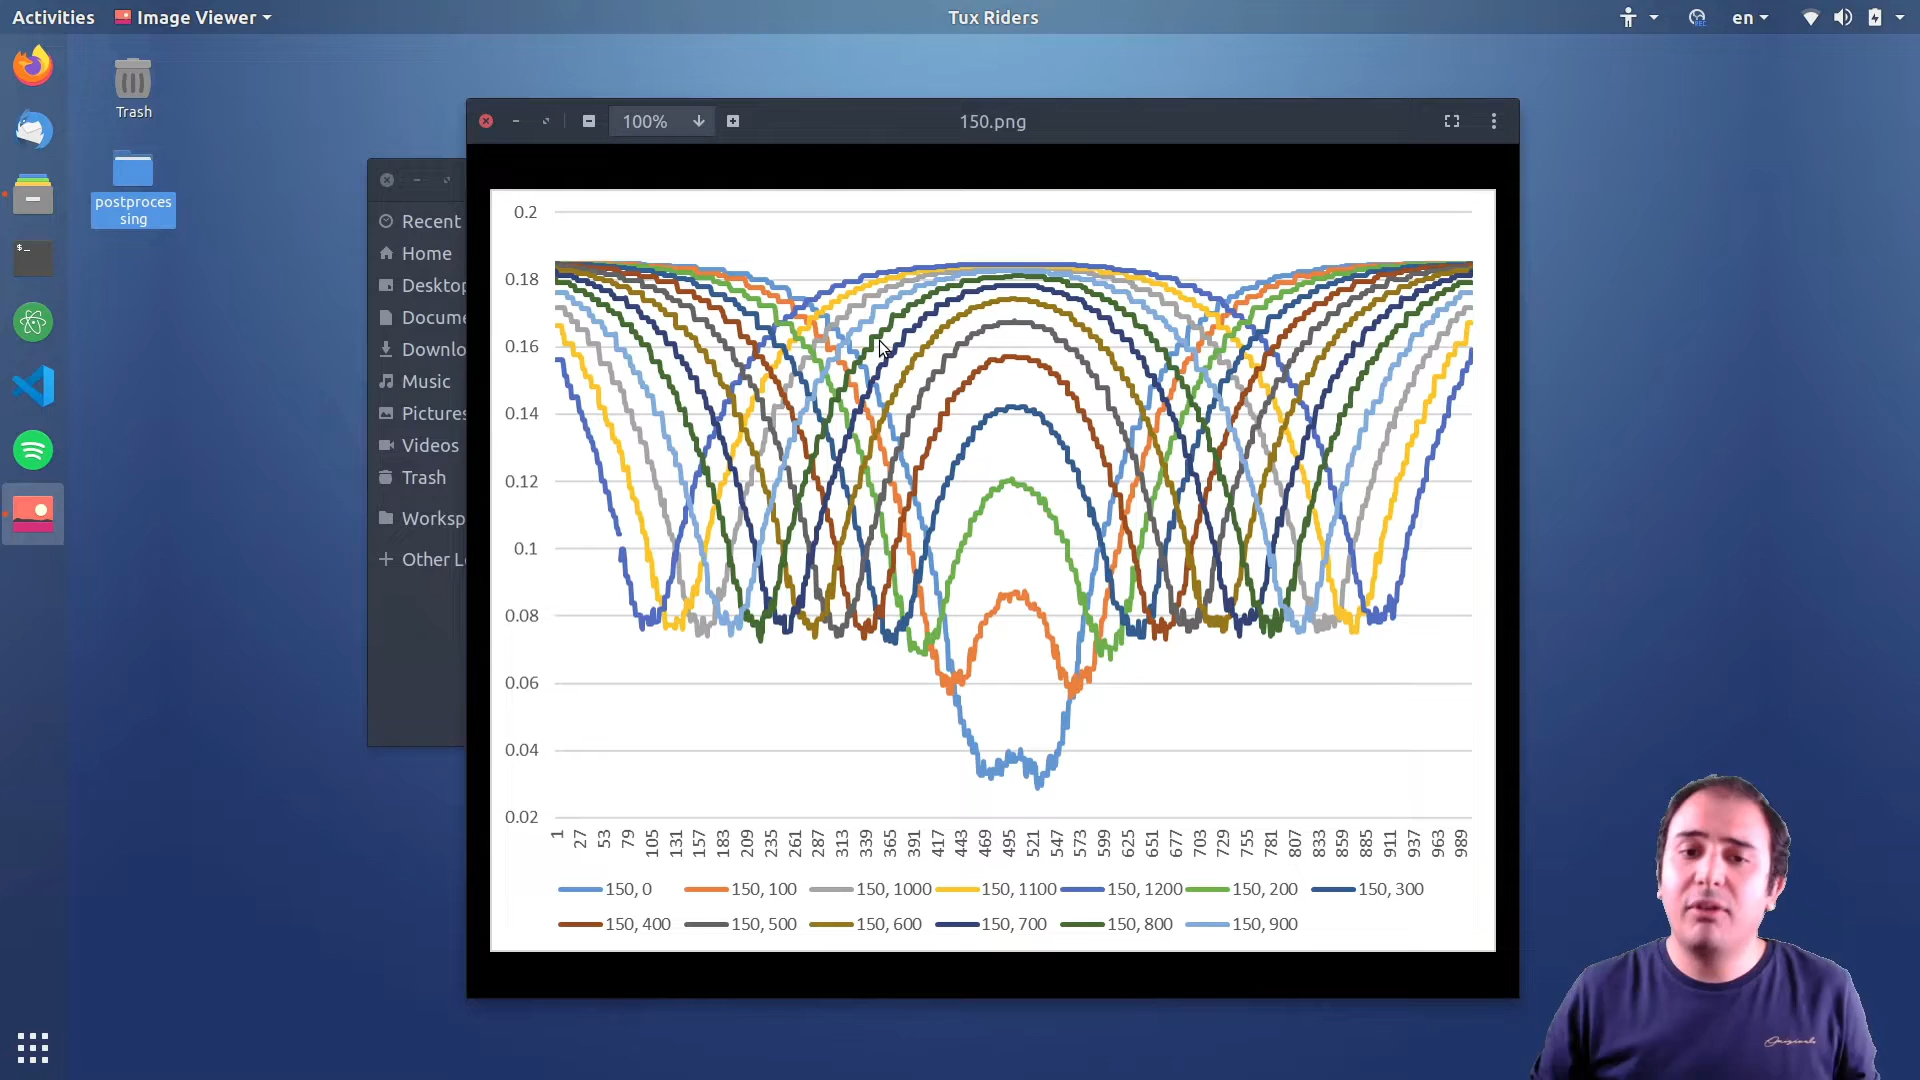 Activities
Image Viewer
Tux Riders
en
Trash
postproces
sing
100%
150.png
Recent
Home
Desktop
Docume
Downlo
Music
Pictures
Videos
Trash
Worksp
Other L
0.2
0.18
0.16
0.14
0.12
0.1
0.08
0.06
0.04
0.02
1 27 53 79 105 131 157 183 209 235 261 287 313 339 365 391 417 443 469 495 521 547 573 599 625 651 677 703 729 755 781 807 833 859 885 911 937 963 989
150, 0 150, 100 150, 1000 150, 1100 150, 1200 150, 200 150, 300
150, 400 150, 500 150, 600 150, 700 150, 800 150, 900
Originals